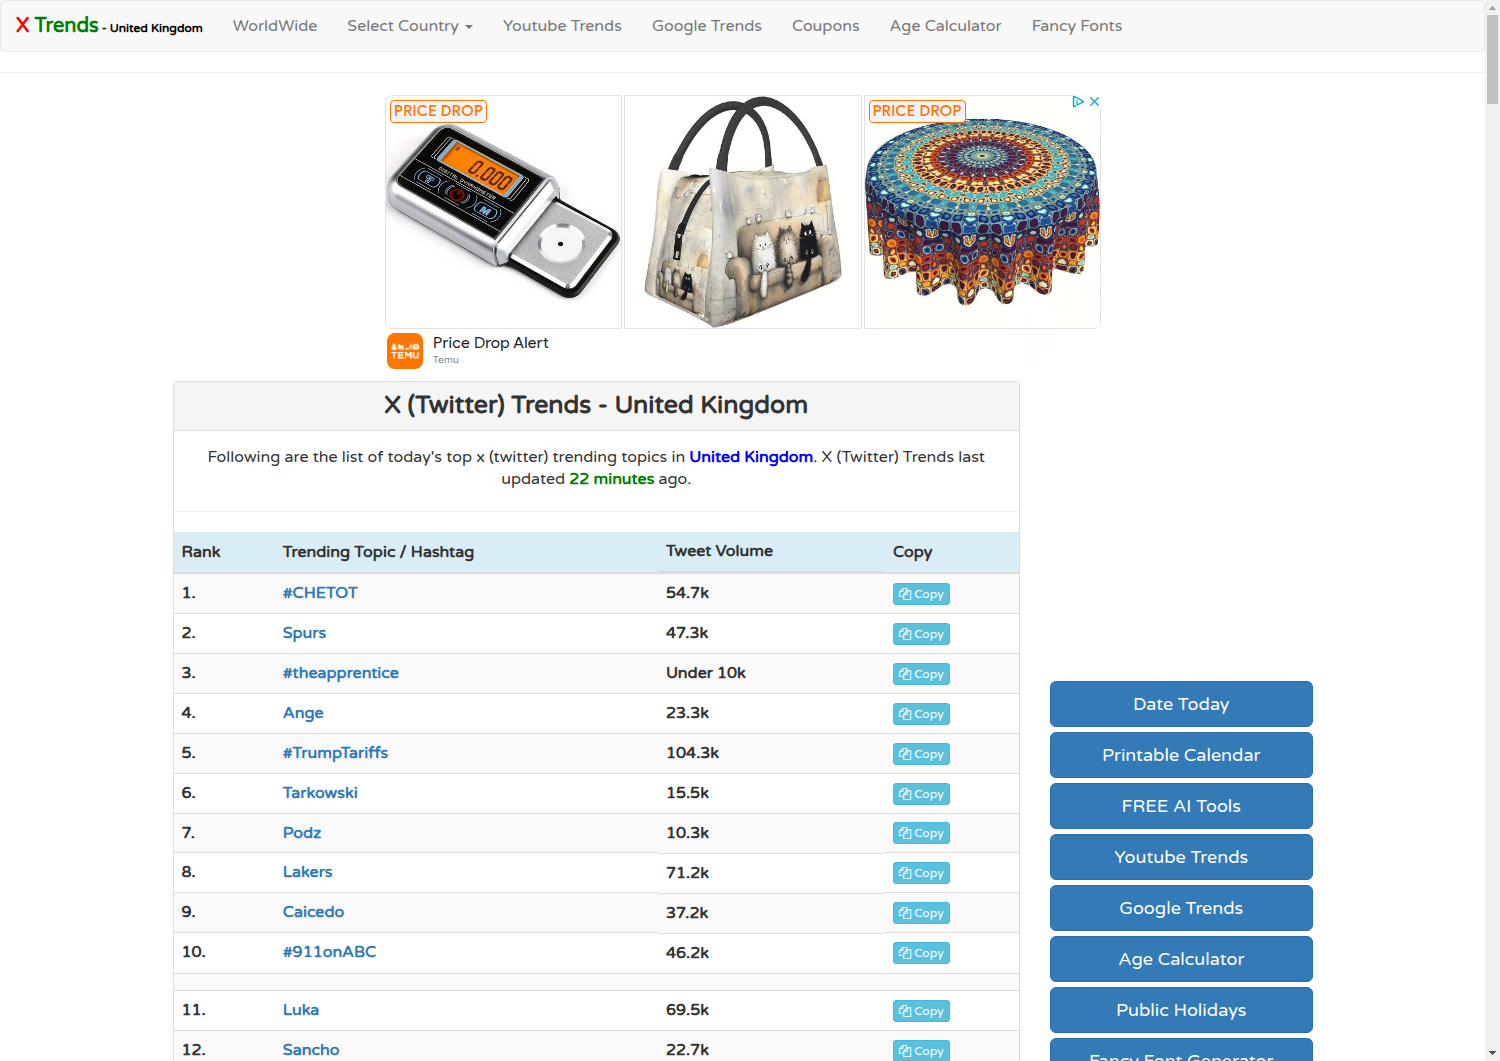 X Trends - United Kingdom
WorldWide
Select Country
Youtube Trends
Google Trends
Coupons
Age Calculator
Fancy Fonts
PRICE DROP
PRICE DROP
0.000
M
TEMU
Price Drop Alert
Temu
X (Twitter) Trends - United Kingdom
Following are the list of today's top x (twitter) trending topics in United Kingdom. X (Twitter) Trends last
updated 22 minutes ago.
Rank Trending Topic / Hashtag Tweet Volume Copy
1. #CHETOT 54.7k Copy
2. Spurs 47.3k Copy
3. #theapprentice Under 10k Copy
4. Ange 23.3k Copy
5. #TrumpTariffs 104.3k Copy
6. Tarkowski 15.5k Copy
7. Podz 10.3k Copy
8. Lakers 71.2k Copy
9. Caicedo 37.2k Copy
10. #911onABC 46.2k Copy
11. Luka 69.5k Copy
12. Sancho 22.7k Copy
Date Today
Printable Calendar
FREE AI Tools
Youtube Trends
Google Trends
Age Calculator
Public Holidays
Fancy Font Generator